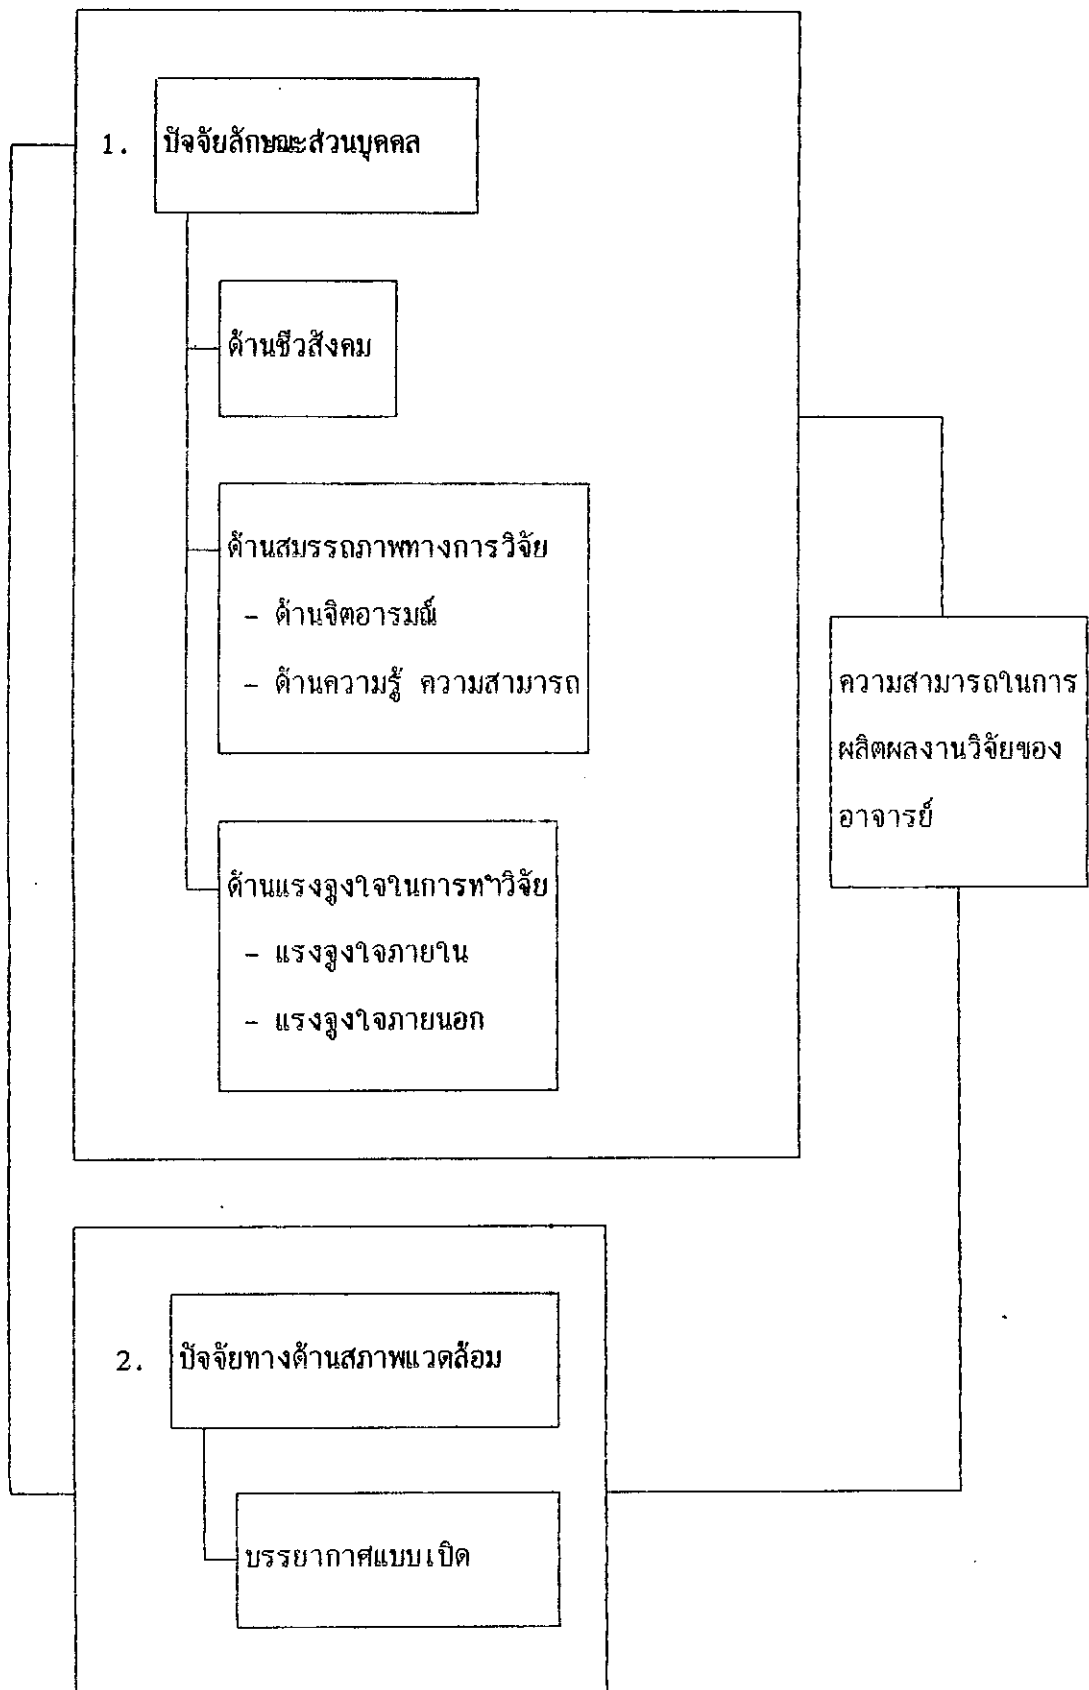 1. ปัจจัยลักษณะส่วนบุคคล
ด้านชีวสังคม
ด้านสมรรถภาพทางการวิจัย
- ด้านจิตอารมณ์
- ด้านความรู้ ความสามารถ
ด้านแรงจูงใจในการทำวิจัย
- แรงจูงใจภายใน
- แรงจูงใจภายนอก
ความสามารถในการ
ผลิตผลงานวิจัยของ
อาจารย์
2. ปัจจัยทางด้านสภาพแวดล้อม
บรรยากาศแบบเปิด